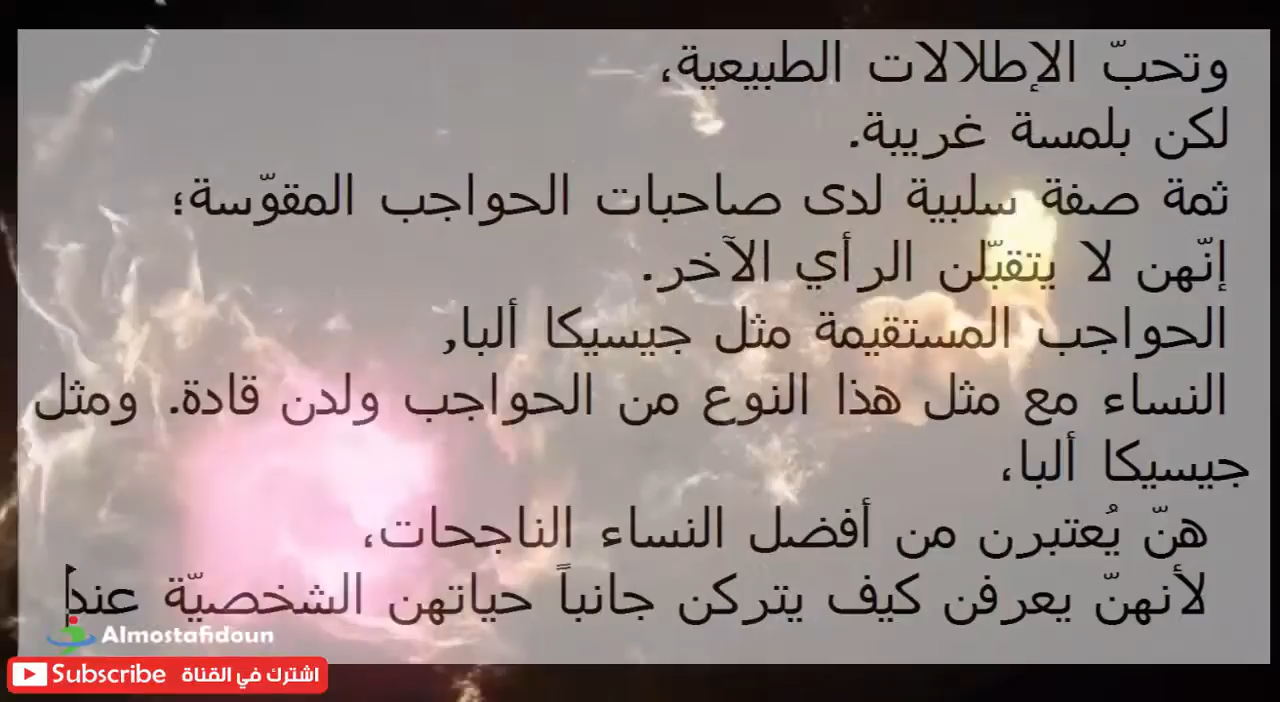 وتحبّ الإطلالات الطبيعية،
لكن بلمسة غريبة.
ثمة صفة سلبية لدى صاحبات الحواجب المقوّسة؛
إنّهن لا يتقبّلن الرأي الآخر.
الحواجب المستقيمة مثل جيسيكا ألبا,
النساء مع مثل هذا النوع من الحواجب ولدن قادة. ومثل
جيسيكا ألبا،
هنّ يُعتبرن من أفضل النساء الناجحات،
لأنهنّ يعرفن كيف يتركن جانباً حياتهن الشخصيّة عند
Almostafidoun
Subscribe اشترك في القناة